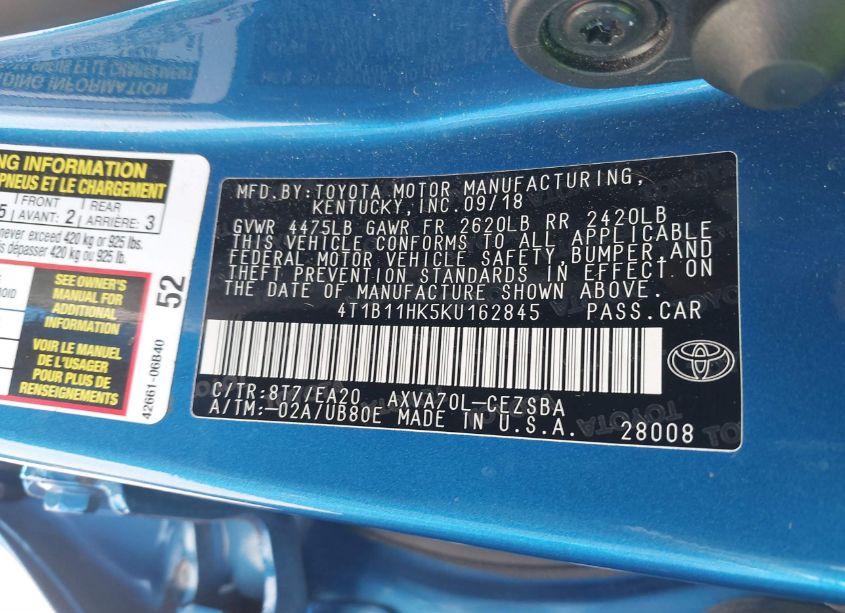 NG INFORMATION
PNEUS ET LE CHARGEMENT
5 FRONT AVANT: 2 REAR ARRIÈRE: 3
never exceed 420 kg or 925 lbs.
dépasser 420 kg ou 925 lb.
SEE OWNER'S
MANUAL FOR
ADDITIONAL
INFORMATION
VOIR LE MANUEL
DE L'USAGER
POUR PLUS DE
RENSEIGNEMENTS
52
42661-06B40
MFD.BY:TOYOTA MOTOR MANUFACTURING,
KENTUCKY,INC.09/18
GVWR 4475LB GAWR FR 2620LB RR 2420LB
THIS VEHICLE CONFORMS TO ALL APPLICABLE
FEDERAL MOTOR VEHICLE SAFETY,BUMPER,AND
THEFT PREVENTION STANDARDS IN EFFECT ON
THE DATE OF MANUFACTURE SHOWN ABOVE.
4T1B11HK5KU162845 PASS.CAR
C/TR:8T7/EA20 AXVA70L-CEZSBA
A/TM:-02A/UB80E MADE IN U.S.A. 28008
TOYOTA